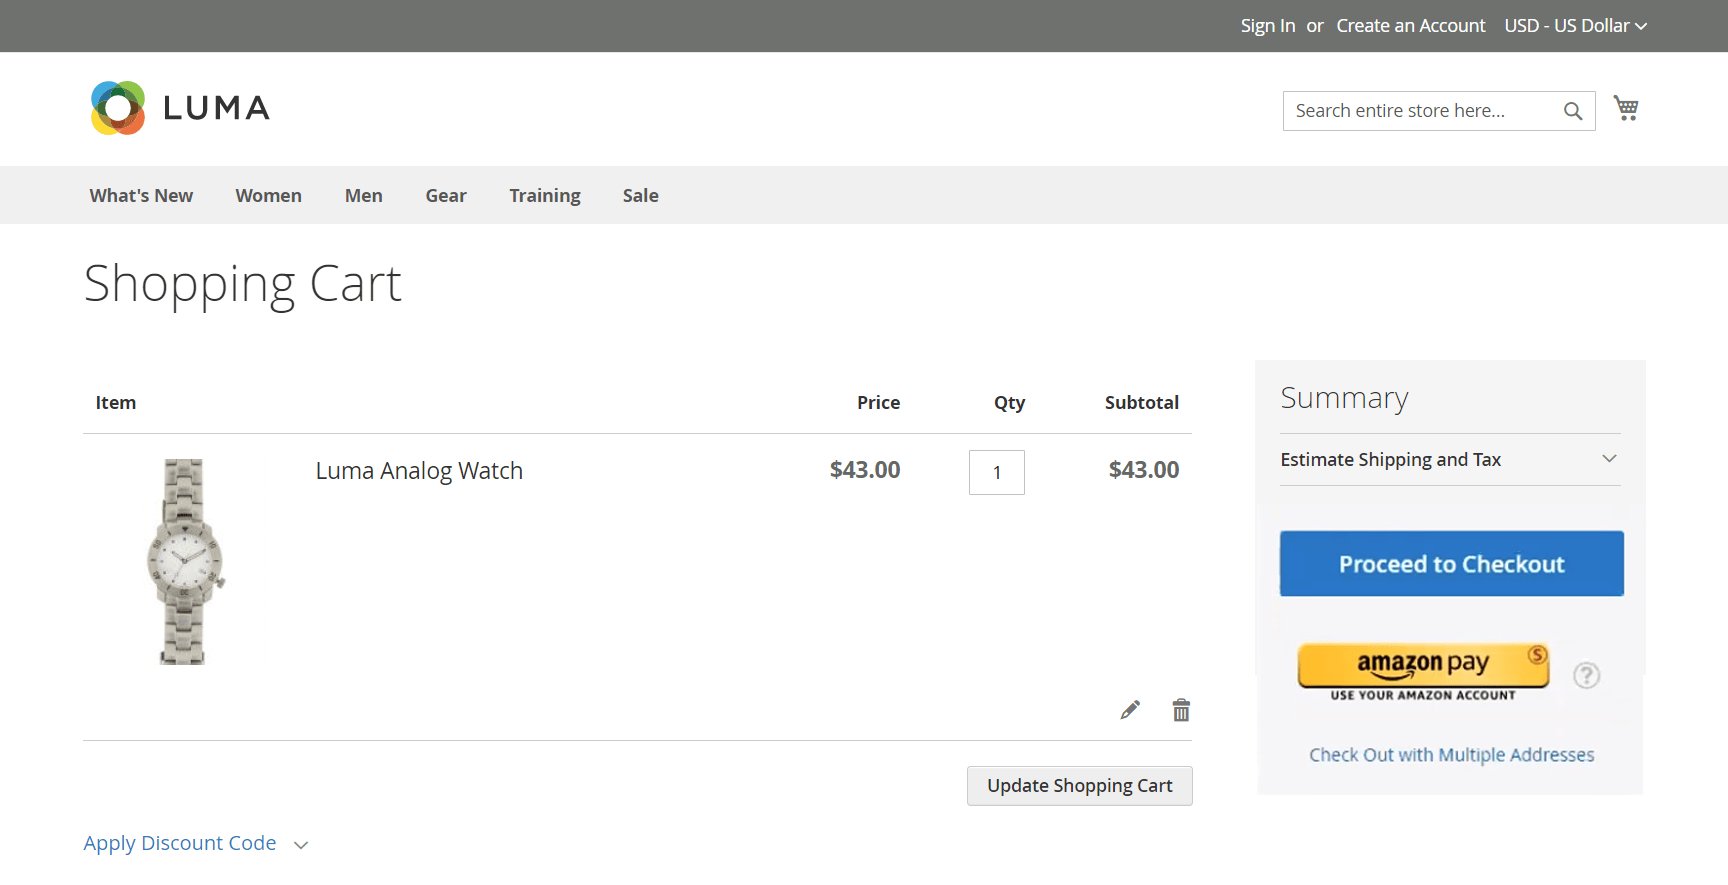 Sign In or Create an Account USD - US Dollar
LUMA
Search entire store here...
What's New Women Men Gear Training Sale
Shopping Cart
Item Price Qty Subtotal
Luma Analog Watch $43.00 1 $43.00
Update Shopping Cart
Apply Discount Code
Summary
Estimate Shipping and Tax
Proceed to Checkout
amazon pay
USE YOUR AMAZON ACCOUNT
Check Out with Multiple Addresses